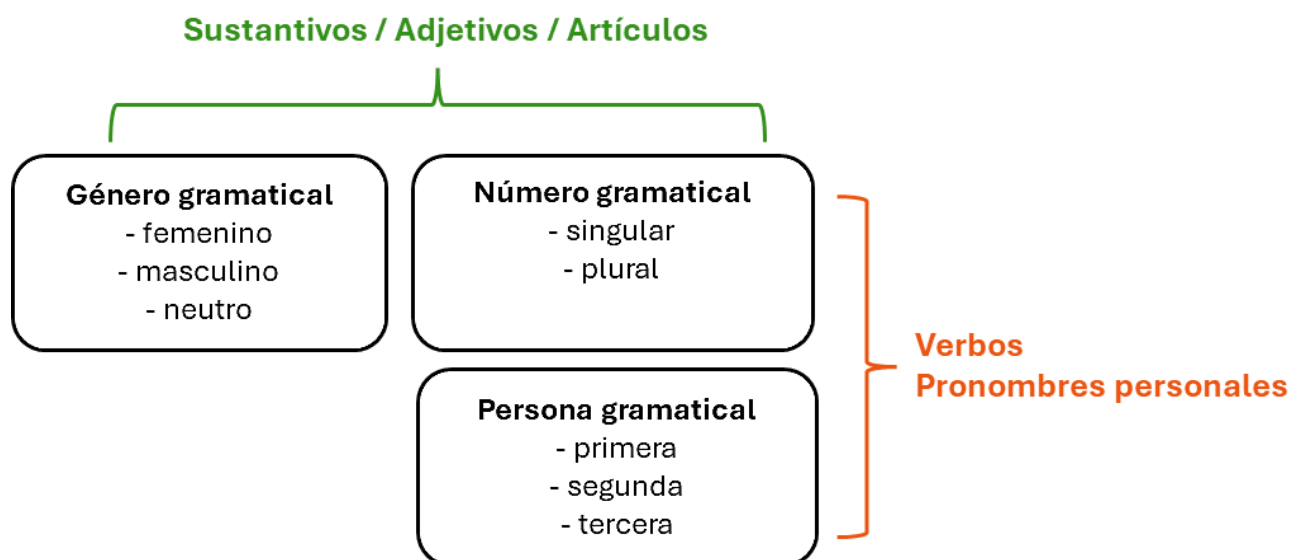 Sustantivos / Adjetivos / Artículos
Género gramatical
- femenino
- masculino
- neutro
Número gramatical
- singular
- plural
Persona gramatical
- primera
- segunda
- tercera
Verbos
Pronombres personales